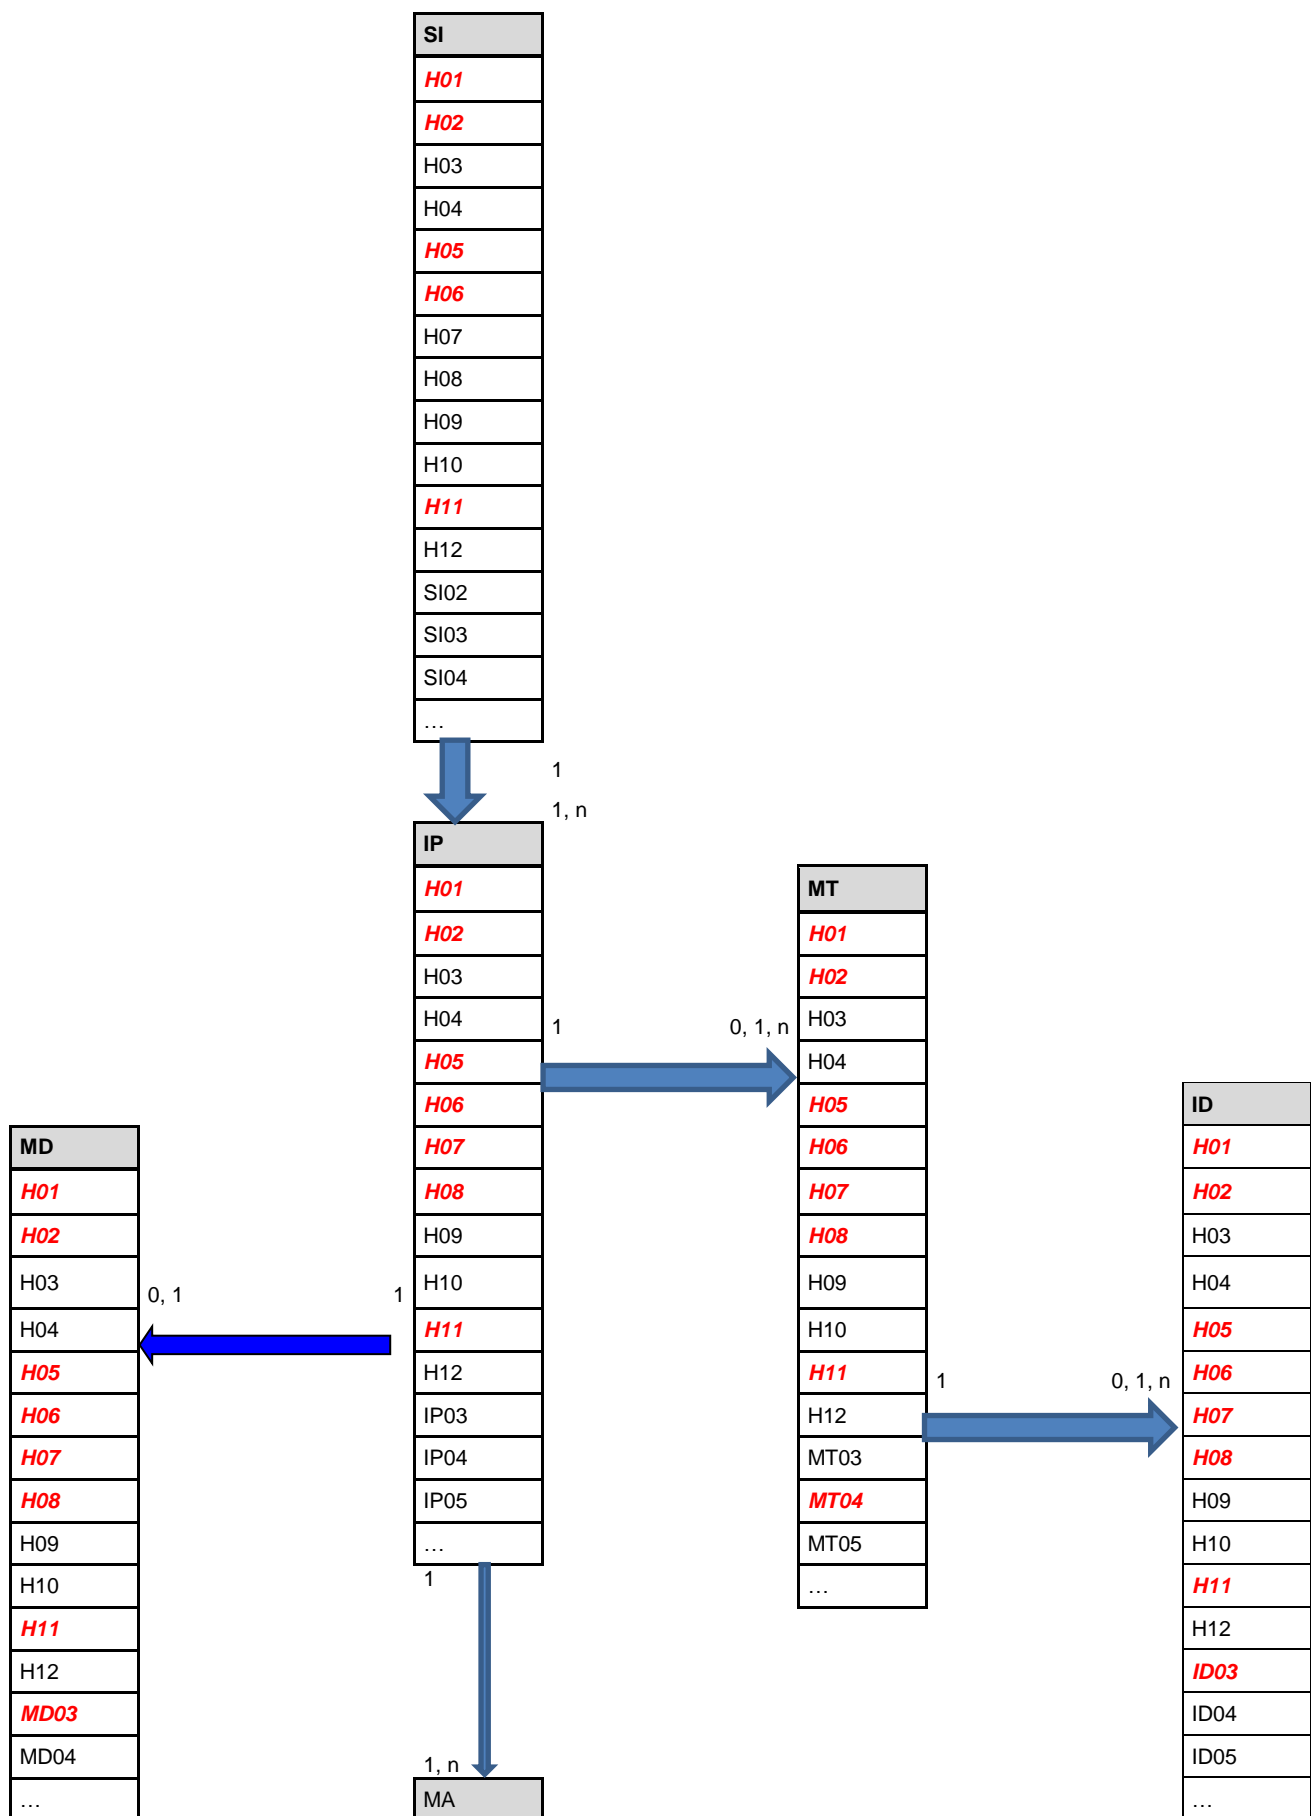 SI
H01
H02
H03
H04
H05
H06
H07
H08
H09
H10
H11
H12
SI02
SI03
SI04
…
1
1, n
IP
H01
H02
H03
H04
H05
H06
H07
H08
H09
H10
H11
H12
IP03
IP04
IP05
…
1
0, 1, n
MT
H01
H02
H03
H04
H05
H06
H07
H08
H09
H10
H11
H12
MT03
MT04
MT05
…
1
0, 1, n
ID
H01
H02
H03
H04
H05
H06
H07
H08
H09
H10
H11
H12
ID03
ID04
ID05
…
MD
H01
H02
H03
H04
H05
H06
H07
H08
H09
H10
H11
H12
MD03
MD04
…
0, 1
1
1
1, n
MA